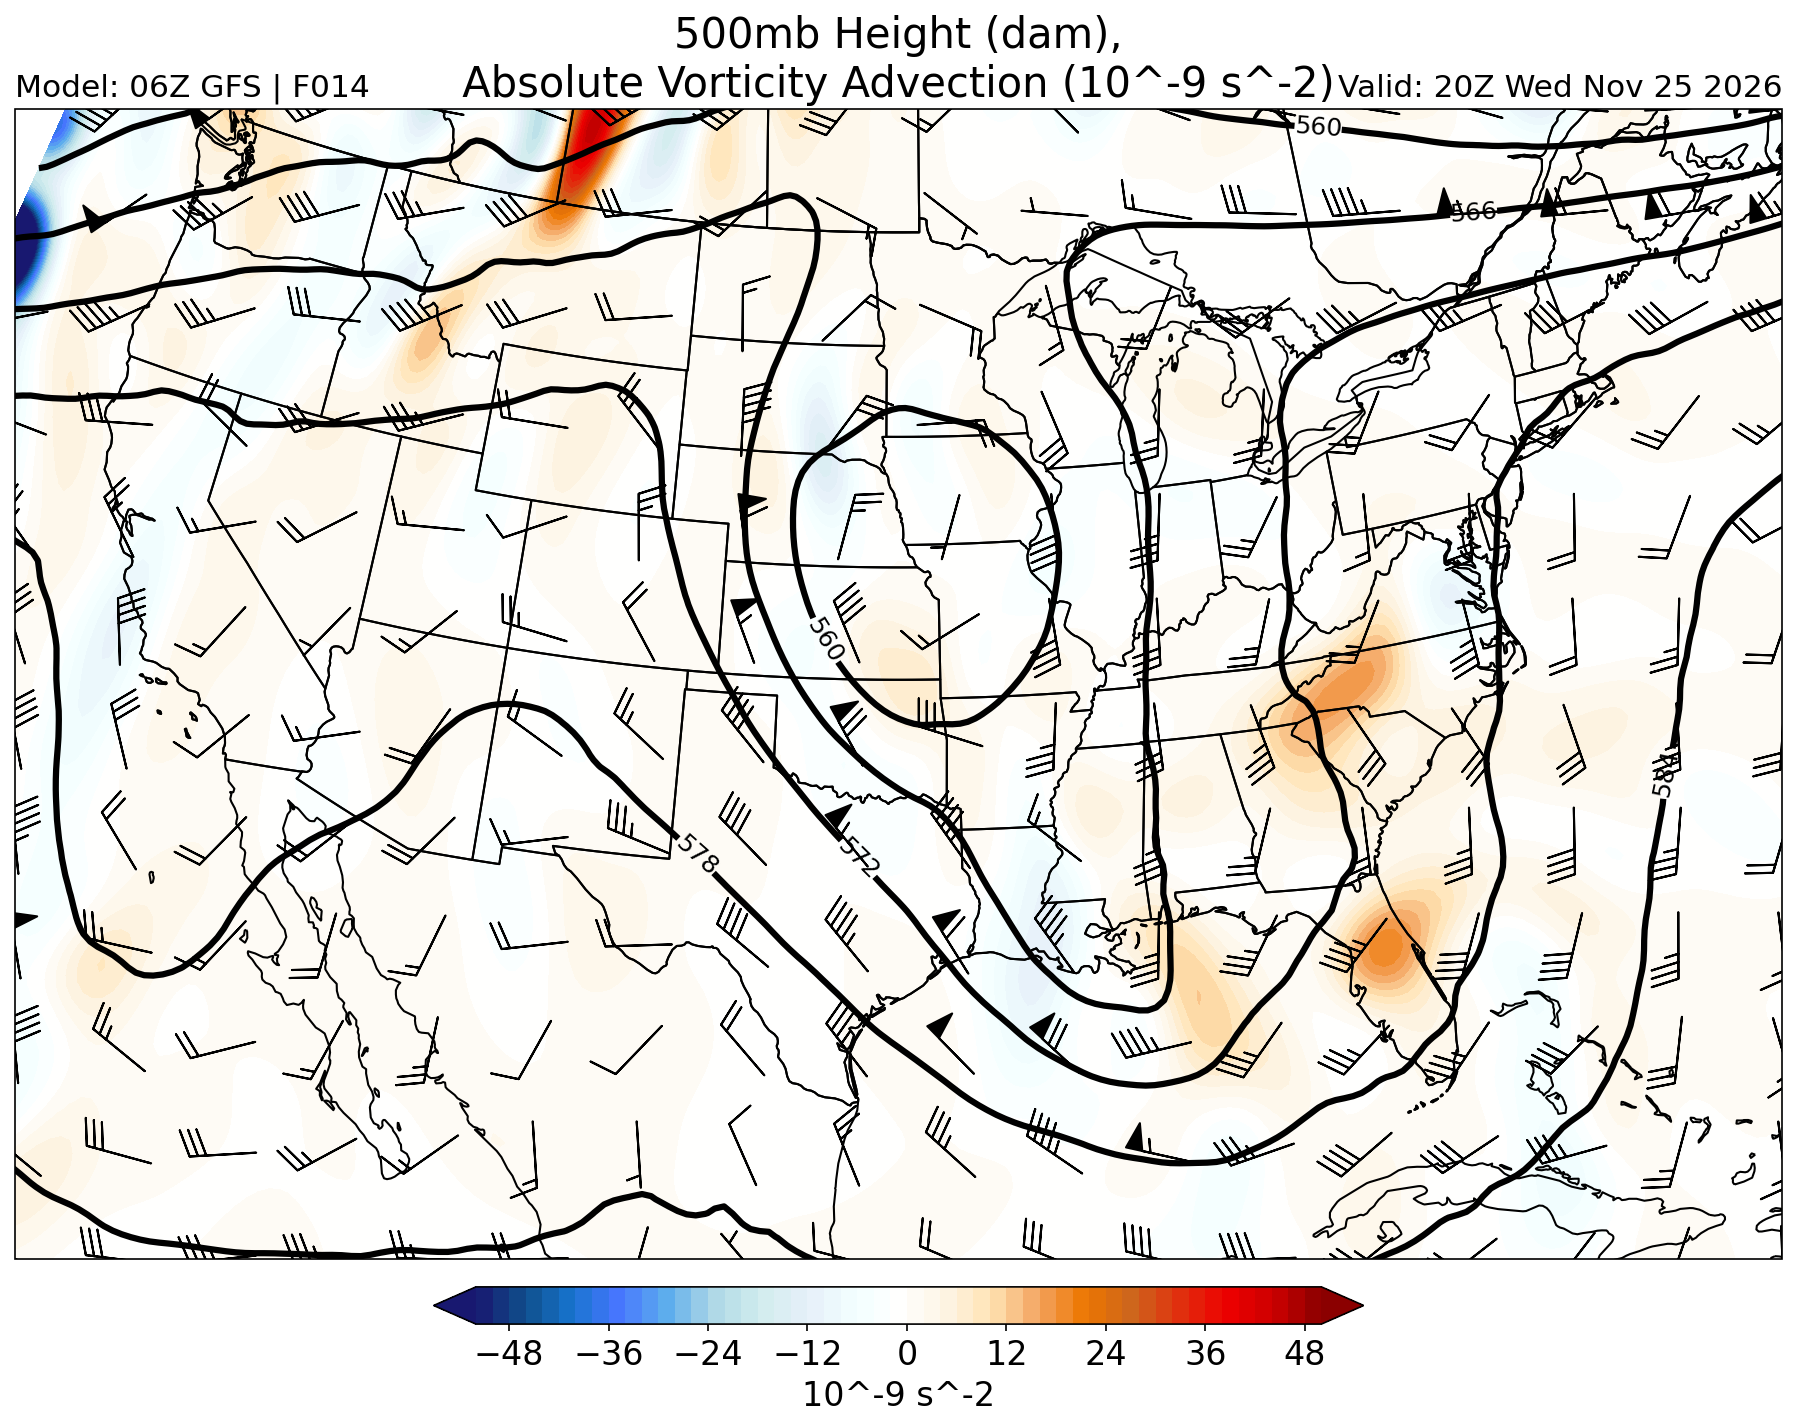 500mb Height (dam),
Absolute Vorticity Advection (10^-9 s^-2)
Model: 06Z GFS | F014
Valid: 20Z Wed Nov 25 2026
560
566
560
584
578
572
−48 −36 −24 −12 0 12 24 36 48
10^-9 s^-2